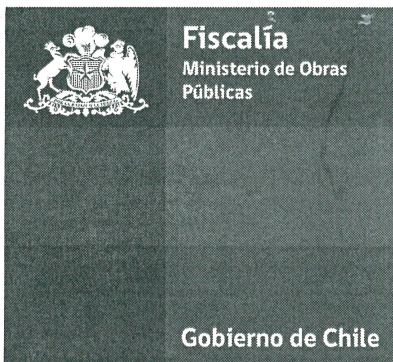 Fiscalía
Ministerio de Obras
Públicas
Gobierno de Chile